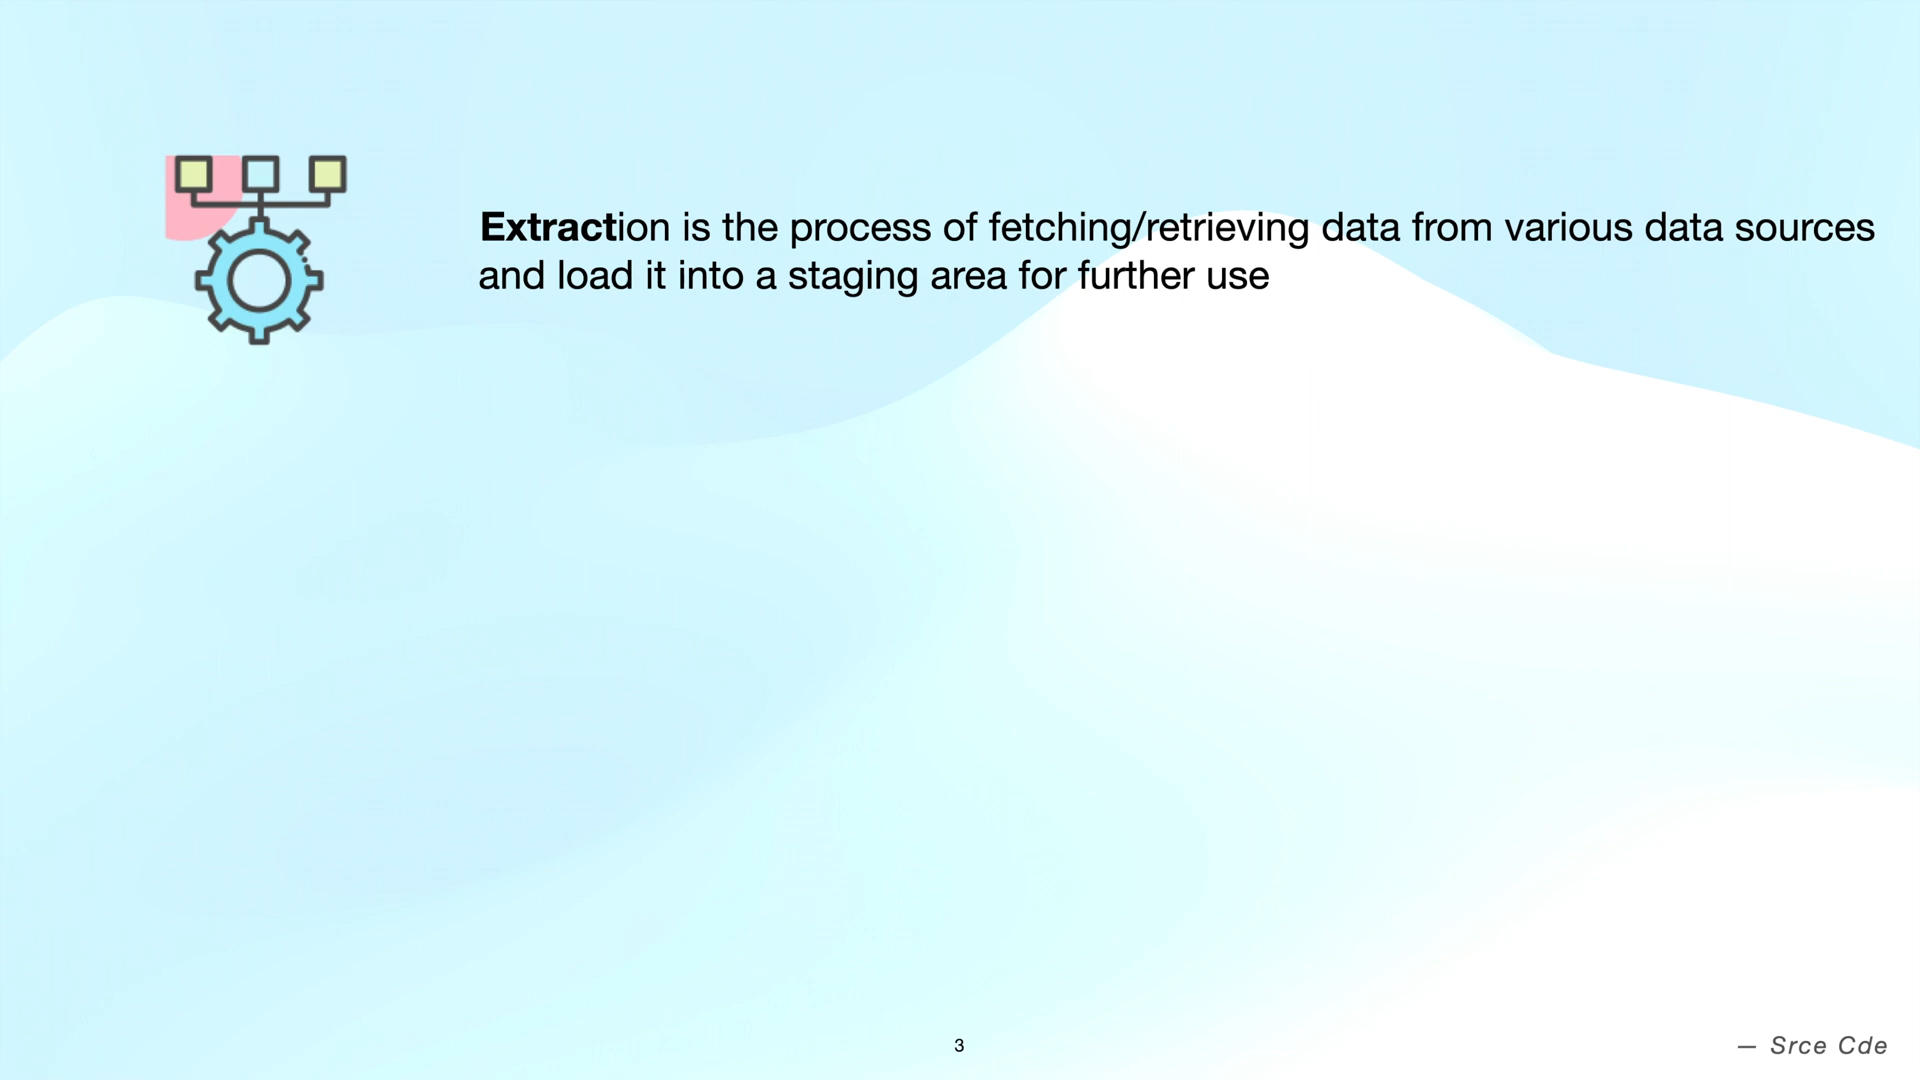 Extraction is the process of fetching/retrieving data from various data sources
and load it into a staging area for further use
3
— Srce Cde